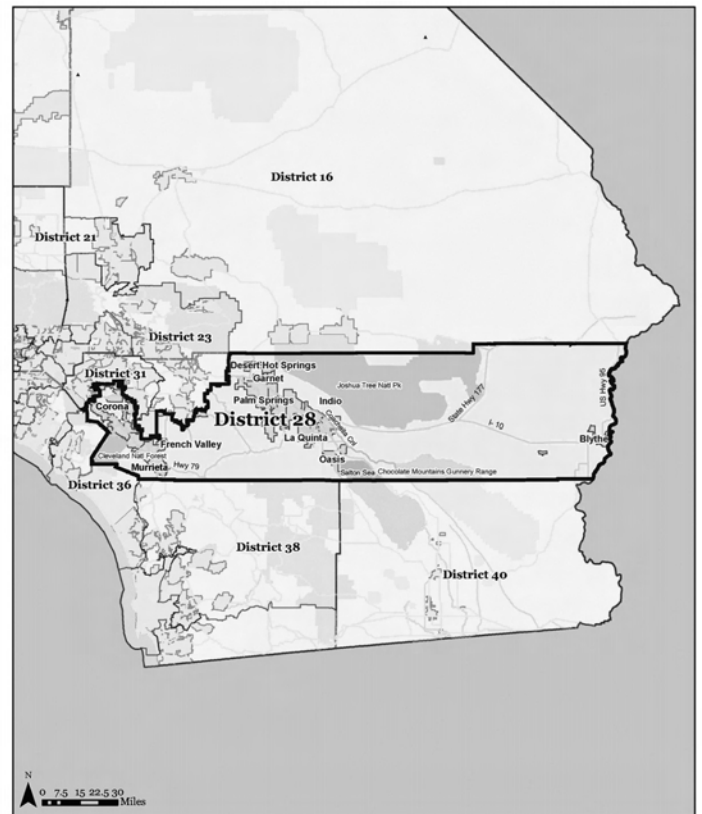 District 16
District 21
District 23
District 31
Desert Hot Springs
Garnet
Joshua Tree Natl Pk
Corona
Palm Springs
Indio
State Hwy 177
US Hwy 95
District 28
I- 10
La Quinta
Blythe
French Valley
Cleveland Natl Forest
Oasis
Murrieta
Hwy 79
Salton Sea
Chocolate Mountains Gunnery Range
District 36
District 38
District 40
N
0 7.5 15 22.5 30
Miles